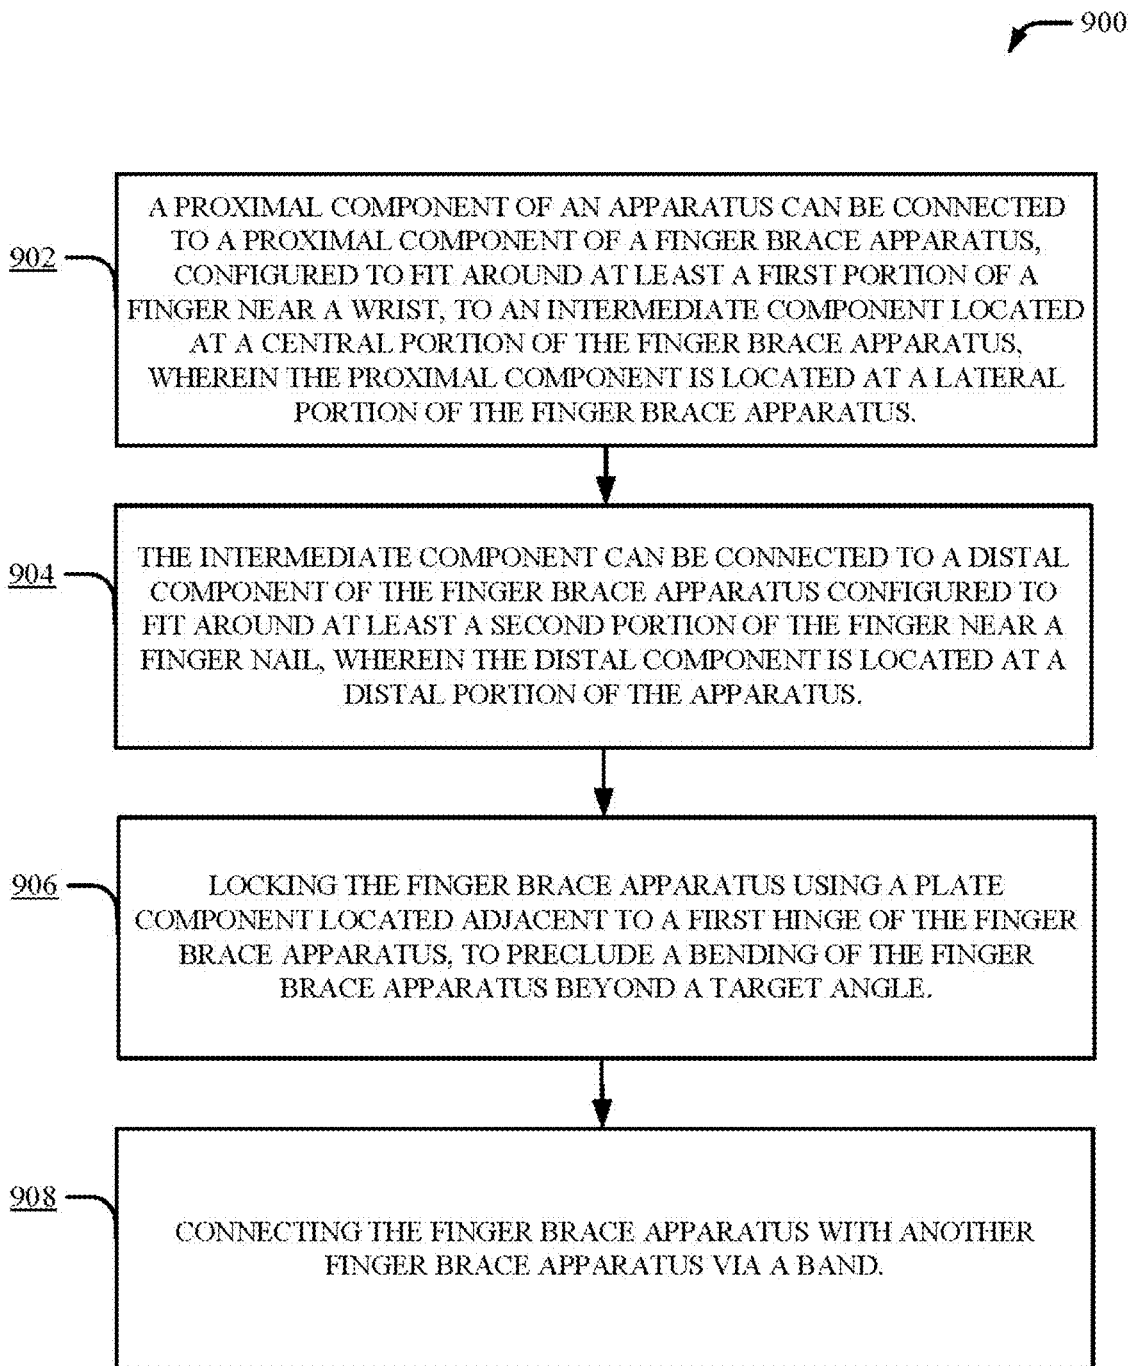 900
902
A PROXIMAL COMPONENT OF AN APPARATUS CAN BE CONNECTED
TO A PROXIMAL COMPONENT OF A FINGER BRACE APPARATUS,
CONFIGURED TO FIT AROUND AT LEAST A FIRST PORTION OF A
FINGER NEAR A WRIST, TO AN INTERMEDIATE COMPONENT LOCATED
AT A CENTRAL PORTION OF THE FINGER BRACE APPARATUS,
WHEREIN THE PROXIMAL COMPONENT IS LOCATED AT A LATERAL
PORTION OF THE FINGER BRACE APPARATUS.
904
THE INTERMEDIATE COMPONENT CAN BE CONNECTED TO A DISTAL
COMPONENT OF THE FINGER BRACE APPARATUS CONFIGURED TO
FIT AROUND AT LEAST A SECOND PORTION OF THE FINGER NEAR A
FINGER NAIL, WHEREIN THE DISTAL COMPONENT IS LOCATED AT A
DISTAL PORTION OF THE APPARATUS.
906
LOCKING THE FINGER BRACE APPARATUS USING A PLATE
COMPONENT LOCATED ADJACENT TO A FIRST HINGE OF THE FINGER
BRACE APPARATUS, TO PRECLUDE A BENDING OF THE FINGER
BRACE APPARATUS BEYOND A TARGET ANGLE.
908
CONNECTING THE FINGER BRACE APPARATUS WITH ANOTHER
FINGER BRACE APPARATUS VIA A BAND.